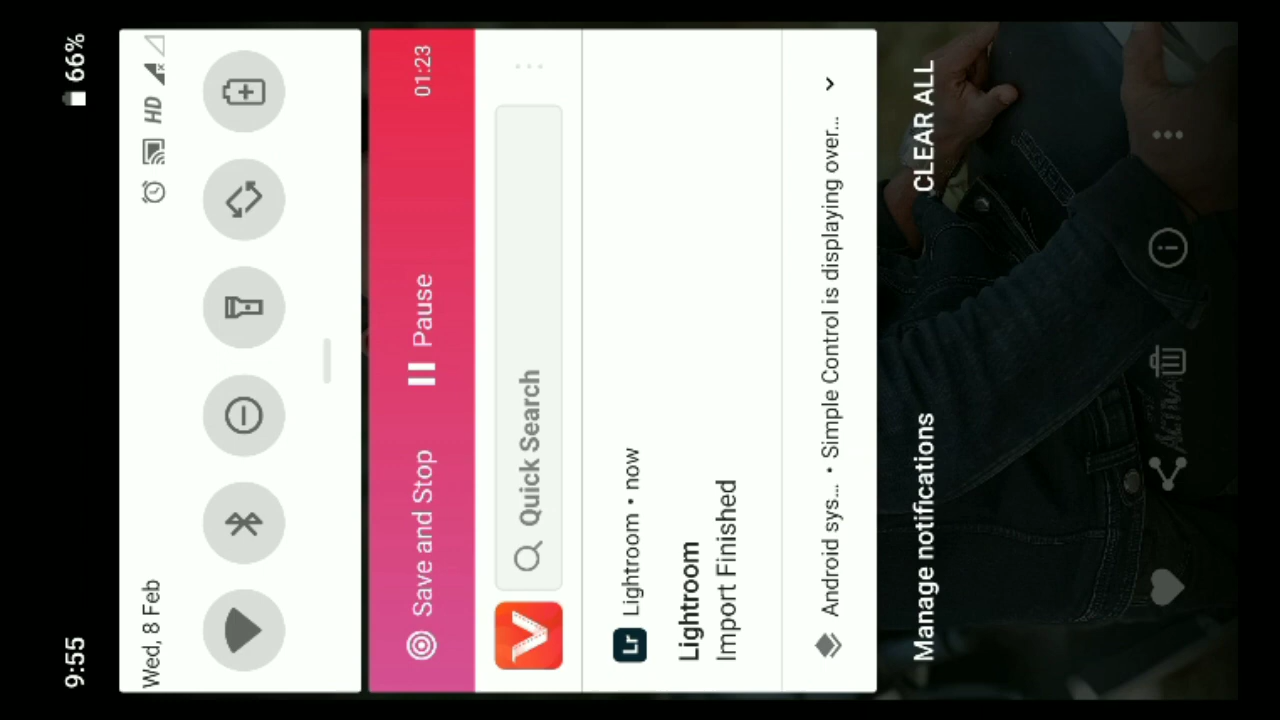 9:55
66%
Wed, 8 Feb
HD
Save and Stop
Pause
01:23
Quick Search
Lr
Lightroom • now
Lightroom
Import Finished
Android sys... • Simple Control is displaying over...
Manage notifications
CLEAR ALL